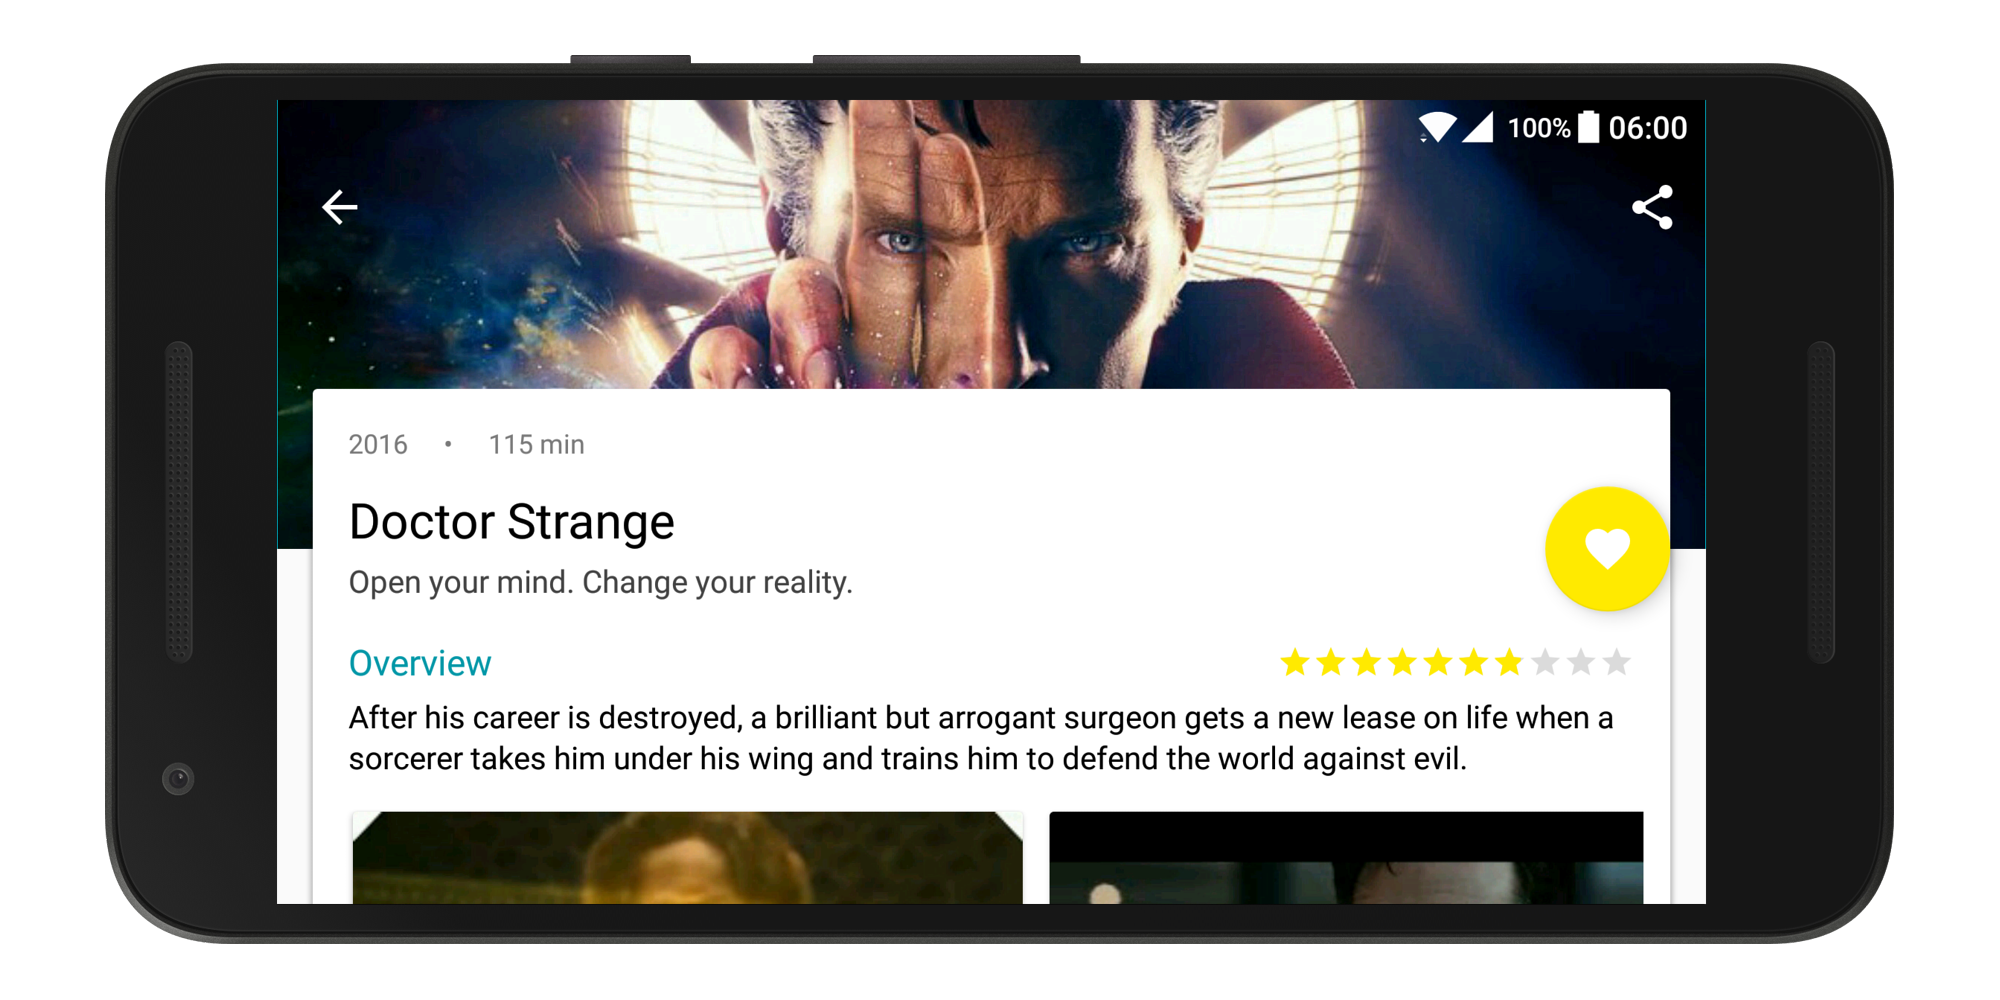 100% 06:00
2016 • 115 min
Doctor Strange
Open your mind. Change your reality.
Overview
After his career is destroyed, a brilliant but arrogant surgeon gets a new lease on life when a
sorcerer takes him under his wing and trains him to defend the world against evil.